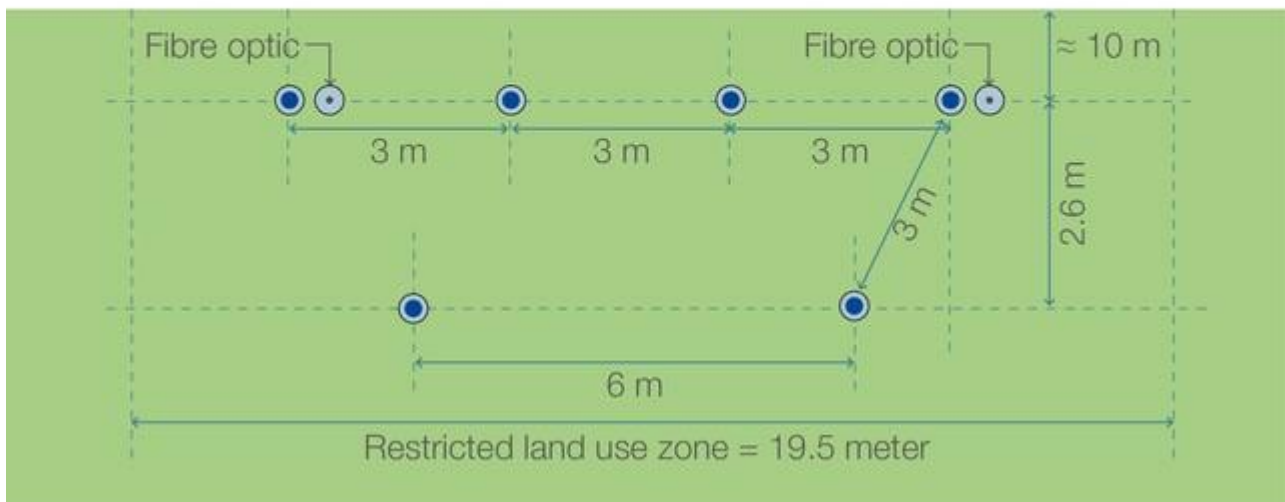 Fibre optic
Fibre optic
≈ 10 m
3 m
3 m
3 m
3 m
2.6 m
6 m
Restricted land use zone = 19.5 meter